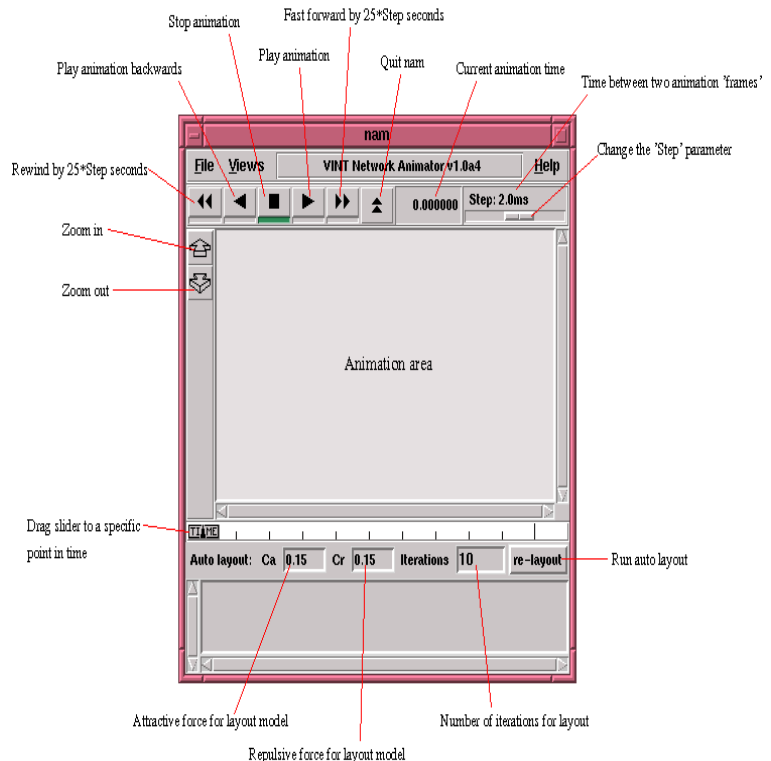 Fast forward by 25*Step seconds
Stop animation
Play animation
Quit nam
Play animation backwards
Current animation time
Time between two animation 'frames'
nam
Change the 'Step' parameter
File Views VINT Network Animator v1.0a4 Help
Rewind by 25*Step seconds
0.000000
Step: 2.0ms
Zoom in
Zoom out
Animation area
Drag slider to a specific
point in time
TIME
Auto layout: Ca 0.15 Cr 0.15 Iterations 10 re-layout
Run auto layout
Attractive force for layout model
Number of iterations for layout
Repulsive force for layout model